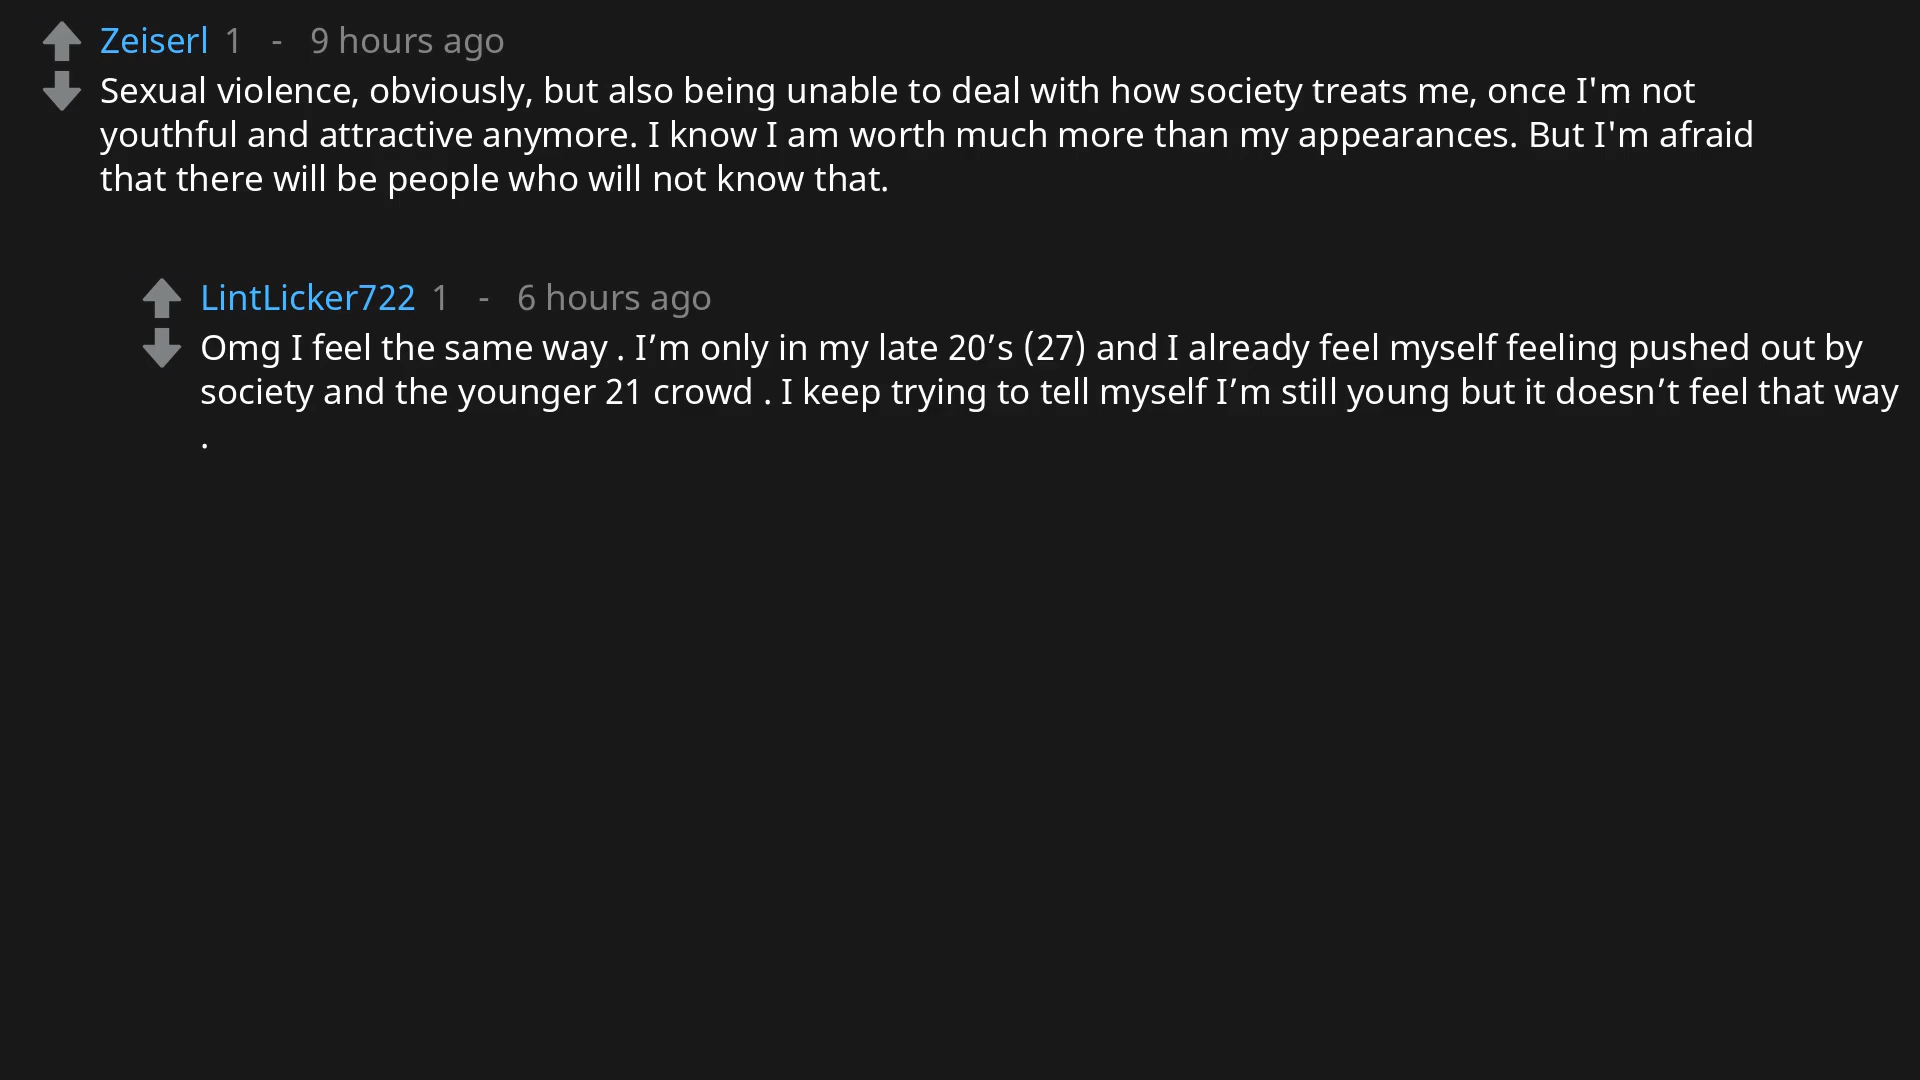 Zeiserl 1 - 9 hours ago
Sexual violence, obviously, but also being unable to deal with how society treats me, once I'm not
youthful and attractive anymore. I know I am worth much more than my appearances. But I'm afraid
that there will be people who will not know that.
LintLicker722 1 - 6 hours ago
Omg I feel the same way . I’m only in my late 20’s (27) and I already feel myself feeling pushed out by
society and the younger 21 crowd . I keep trying to tell myself I’m still young but it doesn’t feel that way
.